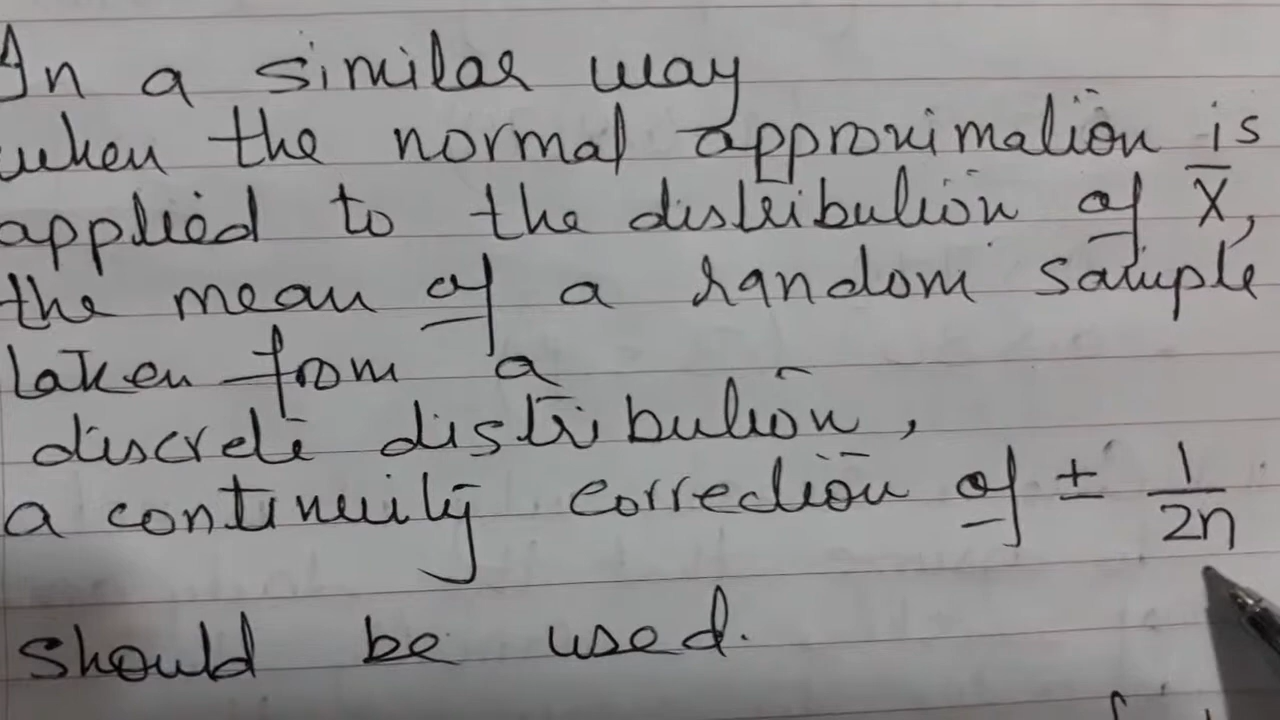 In a similar way
when the normal approximation is
applied to the distribution of X̄,
the mean of a random sample
taken from a
discrete distribution,
a continuity correction of ± 1/2n
should be used.